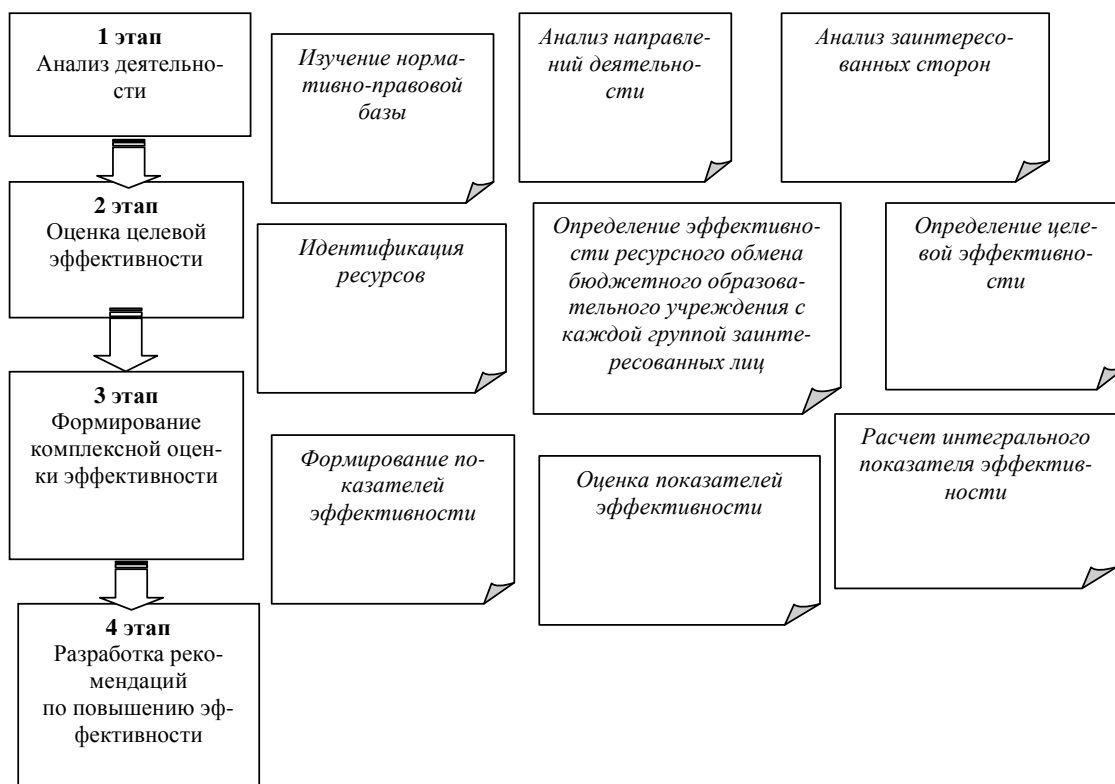 1 этап
Анализ деятельно-
сти
Изучение норма-
тивно-правовой
базы
Анализ направле-
ний деятельно-
сти
Анализ заинтересо-
ванных сторон
2 этап
Оценка целевой
эффективности
Идентификация
ресурсов
Определение эффективно-
сти ресурсного обмена
бюджетного образова-
тельного учреждения с
каждой группой заинте-
ресованных лиц
Определение целе-
вой эффективно-
сти
3 этап
Формирование
комплексной оцен-
ки эффективности
Формирование по-
казателей
эффективности
Оценка показателей
эффективности
Расчет интегрального
показателя эффектив-
ности
4 этап
Разработка реко-
мендаций
по повышению эф-
фективности